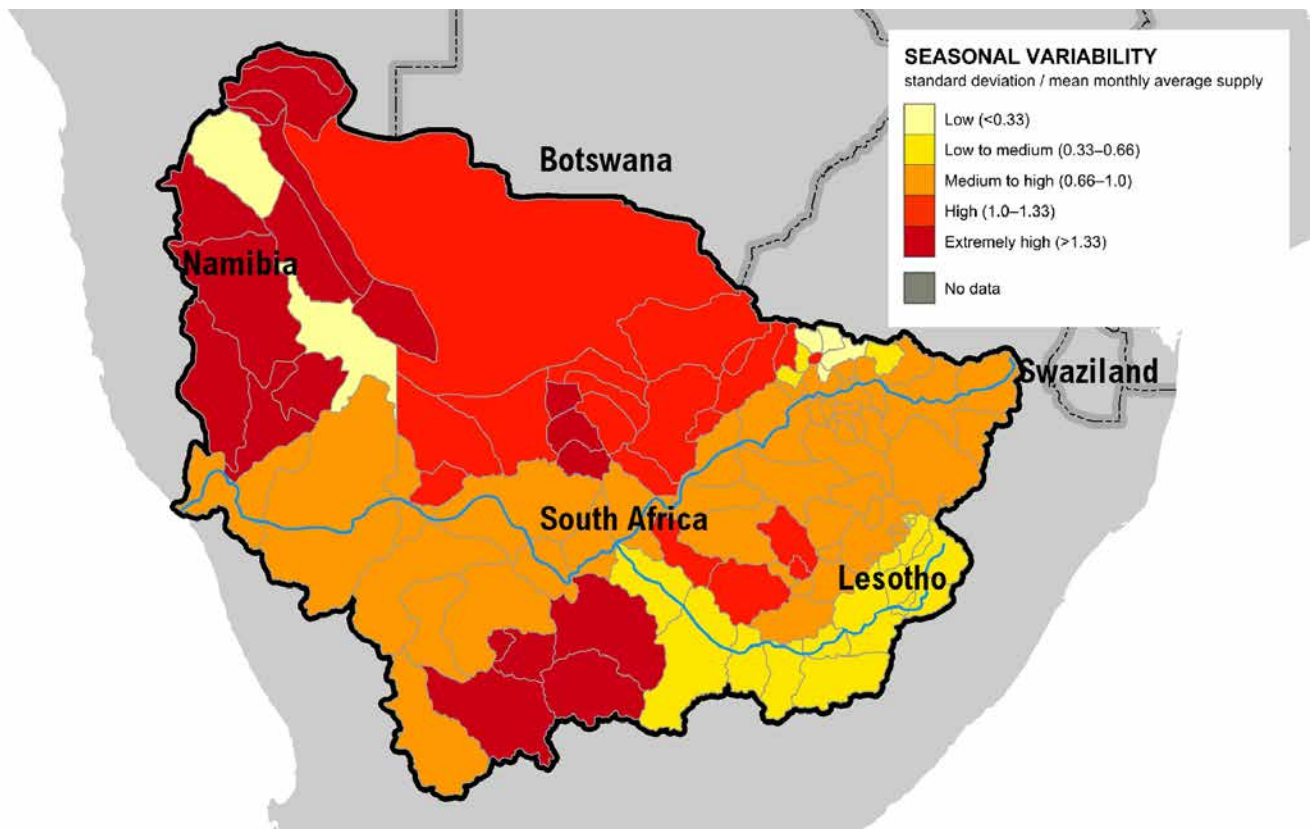 SEASONAL VARIABILITY
standard deviation / mean monthly average supply
Low (<0.33)
Low to medium (0.33–0.66)
Medium to high (0.66–1.0)
High (1.0–1.33)
Extremely high (>1.33)
No data
Botswana
Namibia
Swaziland
South Africa
Lesotho